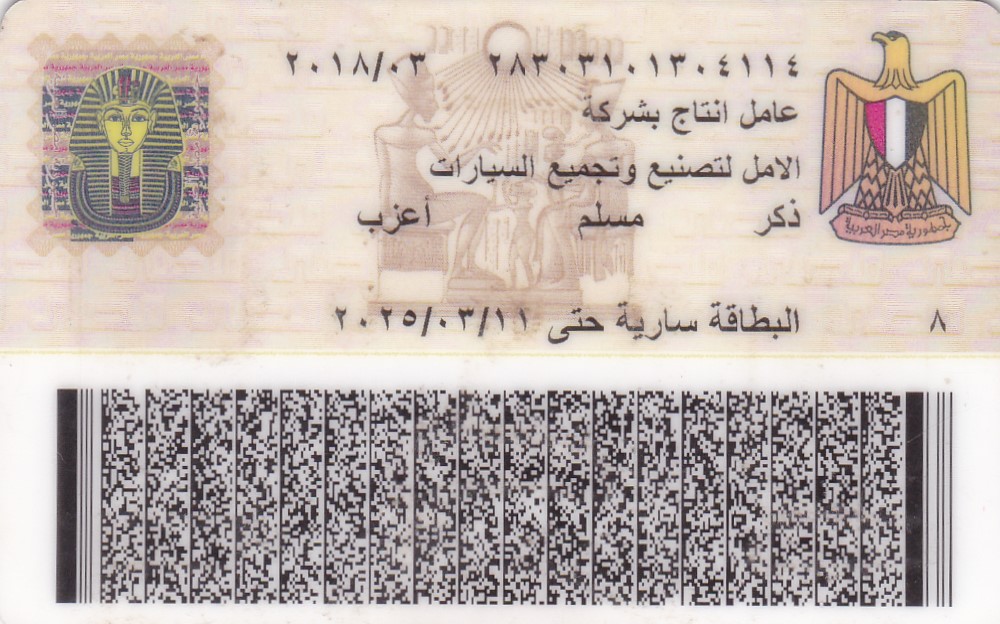 ٢٨٣٠٣١٠١٣٠٤١١٤ ٢٠١٨/٠٣
عامل انتاج بشركة
الامل لتصنيع وتجميع السيارات
ذكر مسلم أعزب
البطاقة سارية حتى ٢٠٢٥/٠٣/١١
٨
جمهورية مصر العربية